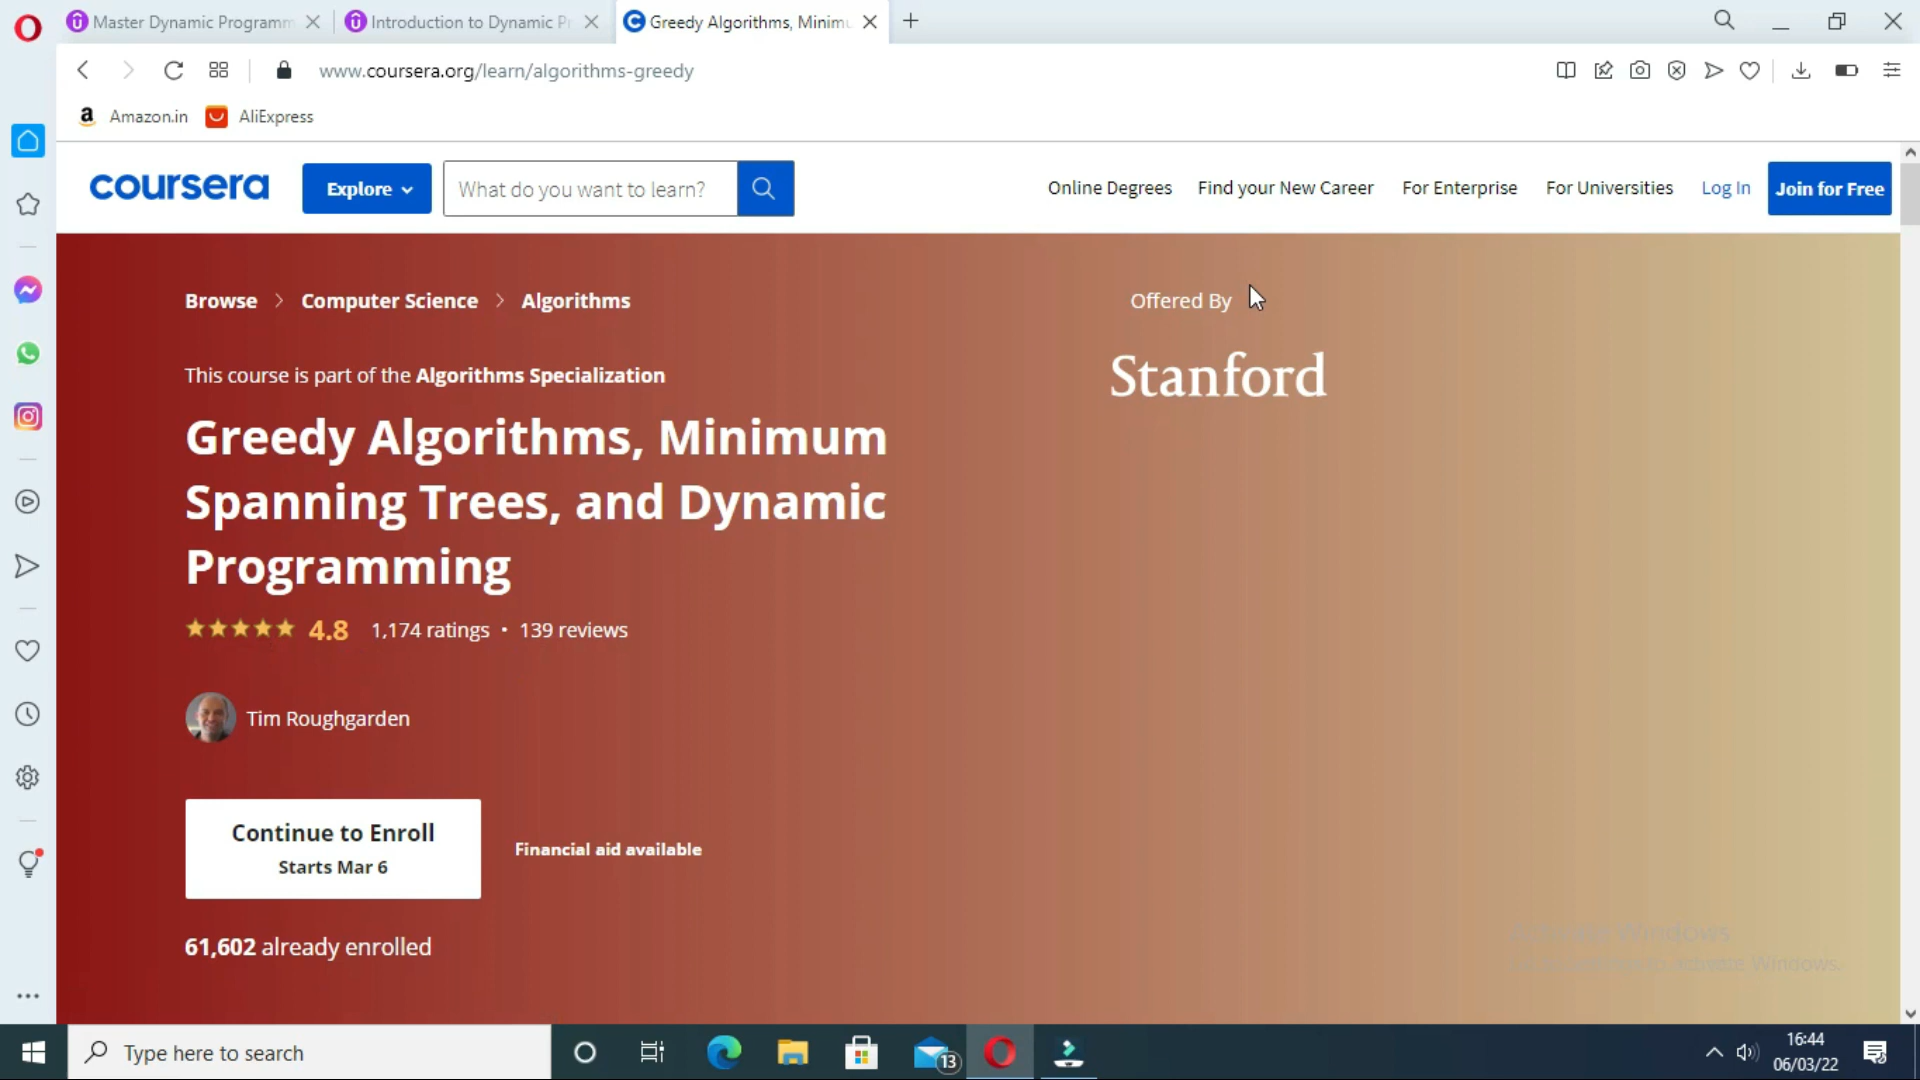 Master Dynamic Programm
Introduction to Dynamic P
Greedy Algorithms, Minim
www.coursera.org/learn/algorithms-greedy
Amazon.in
AliExpress
coursera
Explore
What do you want to learn?
Online Degrees
Find your New Career
For Enterprise
For Universities
Log In
Join for Free
Browse > Computer Science > Algorithms
Offered By
Stanford
This course is part of the Algorithms Specialization
Greedy Algorithms, Minimum
Spanning Trees, and Dynamic
Programming
4.8 1,174 ratings • 139 reviews
Tim Roughgarden
Continue to Enroll
Starts Mar 6
Financial aid available
61,602 already enrolled
Windows
Windows.
Type here to search
13
16:44
06/03/22